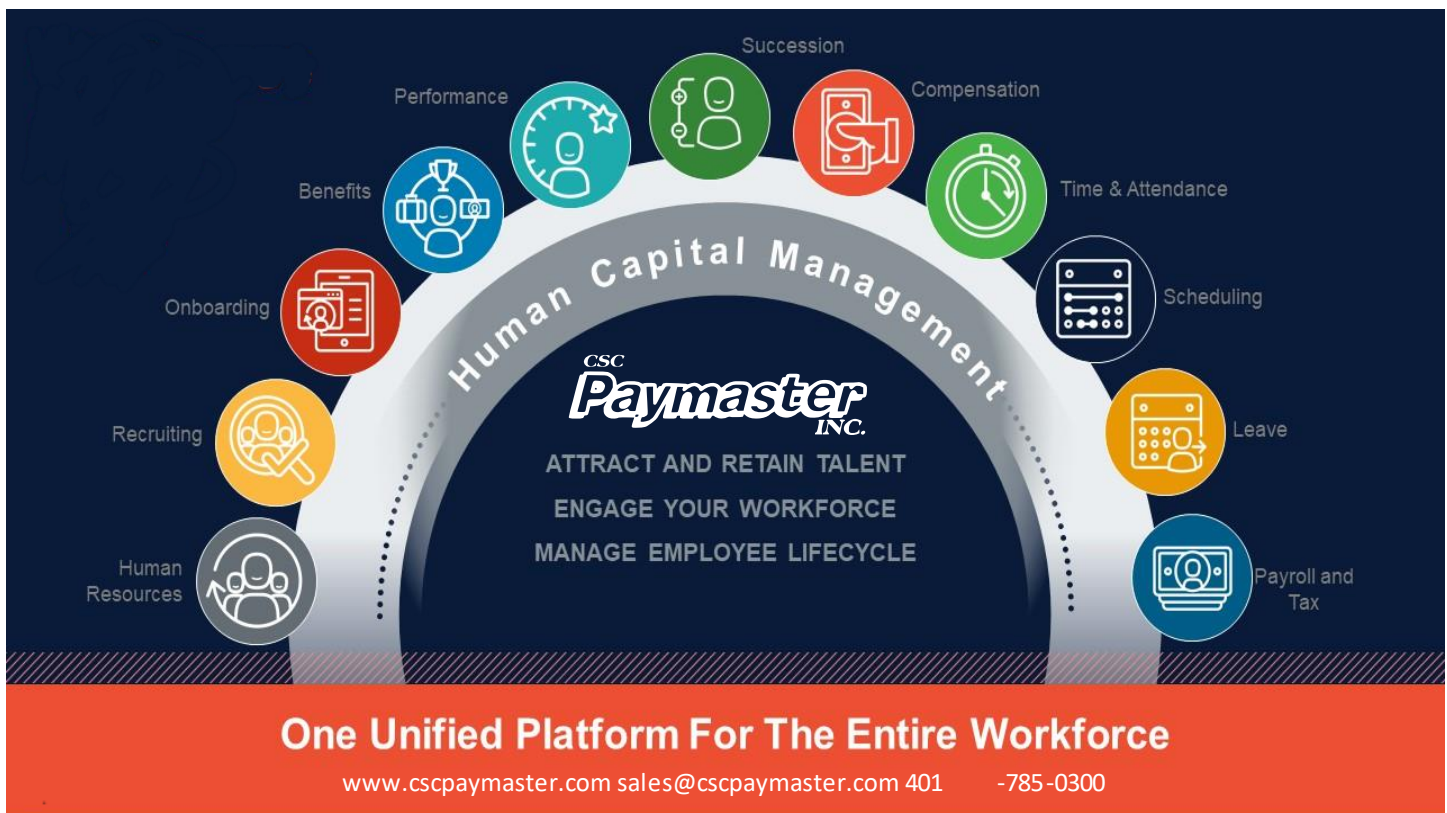 Succession
Compensation
Performance
Time & Attendance
Benefits
Scheduling
Onboarding
Leave
Recruiting
Human
Resources
Payroll and
Tax
Human Capital Management
CSC
Paymaster
INC.
ATTRACT AND RETAIN TALENT
ENGAGE YOUR WORKFORCE
MANAGE EMPLOYEE LIFECYCLE
One Unified Platform For The Entire Workforce
www.cscpaymaster.com sales@cscpaymaster.com 401 -785-0300